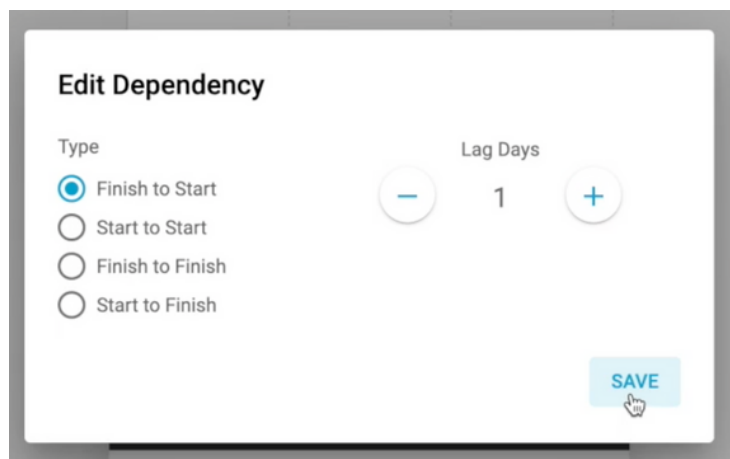 Edit Dependency
Type
Lag Days
Finish to Start
1
Start to Start
Finish to Finish
Start to Finish
SAVE